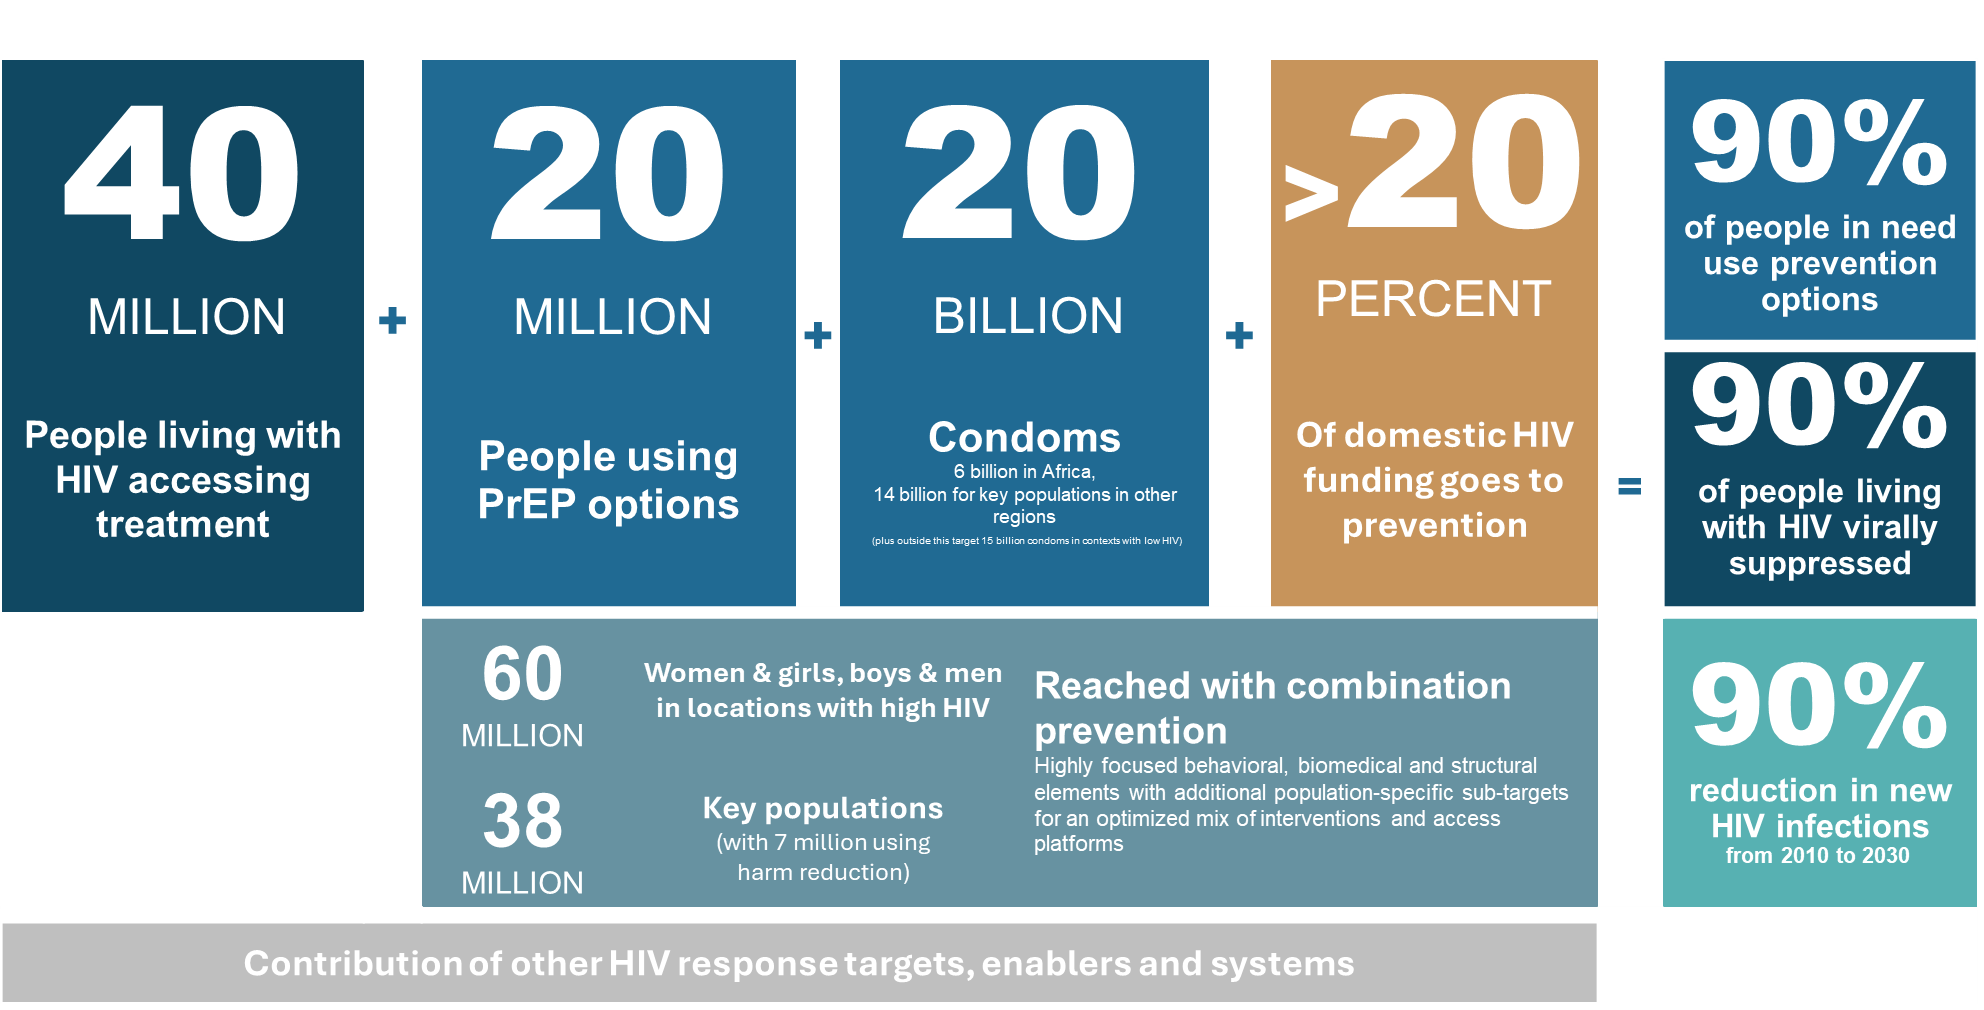 40
MILLION
People living with
HIV accessing
treatment
+
20
MILLION
People using
PrEP options
+
20
BILLION
Condoms
6 billion in Africa,
14 billion for key populations in other
regions
(plus outside this target 15 billion condoms in contexts with low HIV)
+
>20
PERCENT
Of domestic HIV
funding goes to
prevention
=
90%
of people in need
use prevention
options
90%
of people living
with HIV virally
suppressed
90%
reduction in new
HIV infections
from 2010 to 2030
60
MILLION
Women & girls, boys & men
in locations with high HIV
38
MILLION
Key populations
(with 7 million using
harm reduction)
Reached with combination
prevention
Highly focused behavioral, biomedical and structural
elements with additional population-specific sub-targets
for an optimized mix of interventions and access
platforms
Contribution of other HIV response targets, enablers and systems